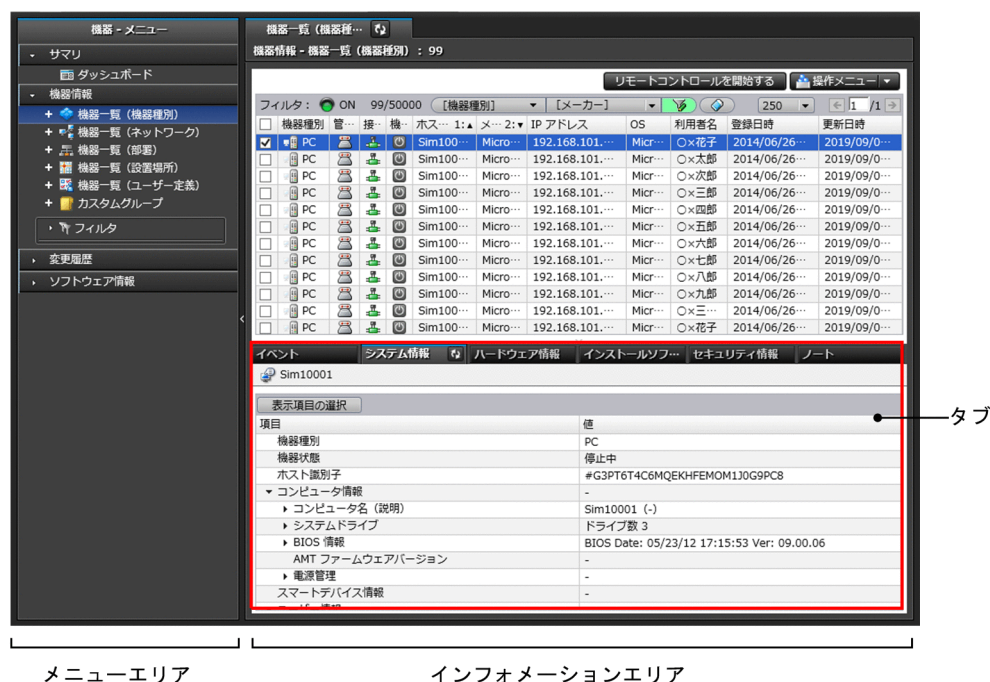 機器 - メニュー
サマリ
ダッシュボード
機器情報
機器一覧（機器種別）
機器一覧（ネットワーク）
機器一覧（部署）
機器一覧（設置場所）
機器一覧（ユーザー定義）
カスタムグループ
フィルタ
変更履歴
ソフトウェア情報
機器一覧（機器種…
機器情報 - 機器一覧（機器種別）：99
リモートコントロールを開始する 操作メニュー
フィルタ： ON 99/50000 [機器種別] [メーカー] 250 1 /1
機器種別 管… 接… 機… ホス… 1:▲ メ… 2:▼ IP アドレス OS 利用者名 登録日時 更新日時
PC Sim100… Micro… 192.168.101.… Micr… ○×花子 2014/06/26… 2019/09/0…
PC Sim100… Micro… 192.168.101.… Micr… ○×太郎 2014/06/26… 2019/09/0…
PC Sim100… Micro… 192.168.101.… Micr… ○×次郎 2014/06/26… 2019/09/0…
PC Sim100… Micro… 192.168.101.… Micr… ○×三郎 2014/06/26… 2019/09/0…
PC Sim100… Micro… 192.168.101.… Micr… ○×四郎 2014/06/26… 2019/09/0…
PC Sim100… Micro… 192.168.101.… Micr… ○×五郎 2014/06/26… 2019/09/0…
PC Sim100… Micro… 192.168.101.… Micr… ○×六郎 2014/06/26… 2019/09/0…
PC Sim100… Micro… 192.168.101.… Micr… ○×七郎 2014/06/26… 2019/09/0…
PC Sim100… Micro… 192.168.101.… Micr… ○×八郎 2014/06/26… 2019/09/0…
PC Sim100… Micro… 192.168.101.… Micr… ○×九郎 2014/06/26… 2019/09/0…
PC Sim100… Micro… 192.168.101.… Micr… ○×三… 2014/06/26… 2019/09/0…
PC Sim100… Micro… 192.168.101.… Micr… ○×花子 2014/06/26… 2019/09/0…
イベント システム情報 ハードウェア情報 インストールソフ… セキュリティ情報 ノート
Sim10001
表示項目の選択
項目 値
機器種別 PC
機器状態 停止中
ホスト識別子 #G3PT6T4C6MQEKHFEMOM1J0G9PC8
コンピュータ情報 -
コンピュータ名（説明） Sim10001（-）
システムドライブ ドライブ数 3
BIOS 情報 BIOS Date: 05/23/12 17:15:53 Ver: 09.00.06
AMT ファームウェアバージョン -
電源管理 -
スマートデバイス情報 -
タブ
メニューエリア
インフォメーションエリア